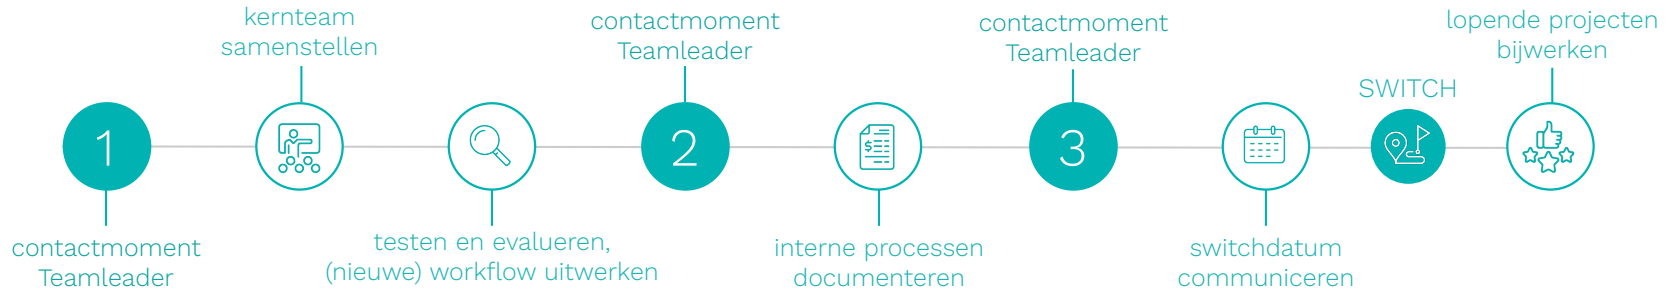 1
contactmoment
Teamleader
kernteam
samenstellen
testen en evalueren,
(nieuwe) workflow uitwerken
contactmoment
Teamleader
2
$
interne processen
documenteren
contactmoment
Teamleader
3
switchdatum
communiceren
SWITCH
lopende projecten
bijwerken